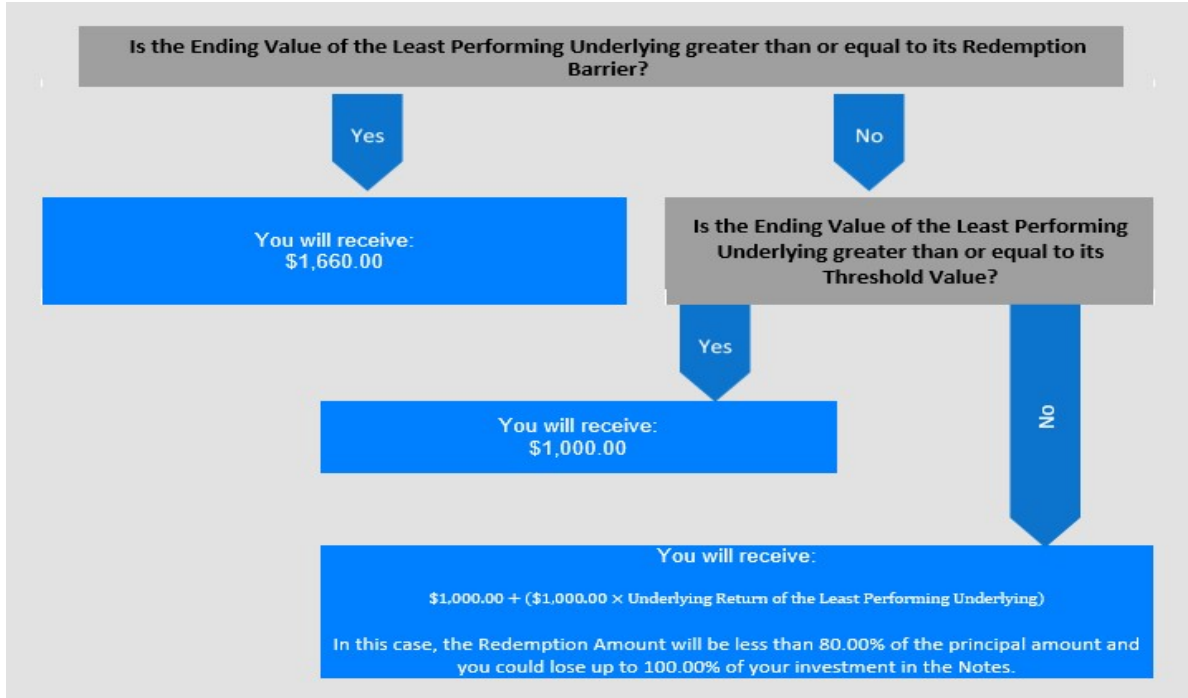 Is the Ending Value of the Least Performing Underlying greater than or equal to its Redemption
Barrier?
Yes
No
You will receive:
$1,660.00
Is the Ending Value of the Least Performing
Underlying greater than or equal to its
Threshold Value?
Yes
No
You will receive:
$1,000.00
You will receive:
$1,000.00 + ($1,000.00 × Underlying Return of the Least Performing Underlying)
In this case, the Redemption Amount will be less than 80.00% of the principal amount and
you could lose up to 100.00% of your investment in the Notes.